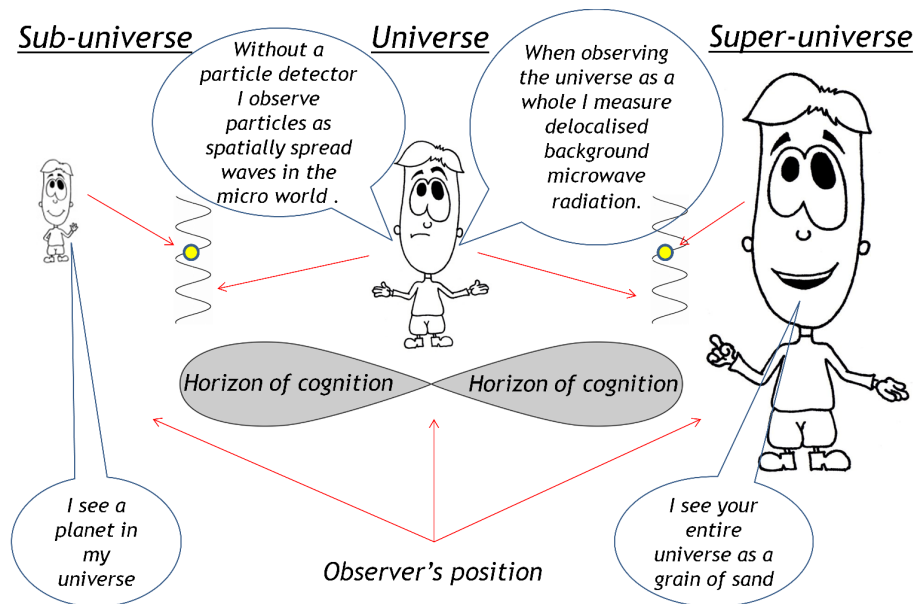 Sub-universe
Universe
Super-universe
Without a
particle detector
I observe
particles as
spatially spread
waves in the
micro world .
When observing
the universe as a
whole I measure
delocalised
background
microwave
radiation.
Horizon of cognition
Horizon of cognition
I see a
planet in
my
universe
I see your
entire
universe as a
grain of sand
Observer's position